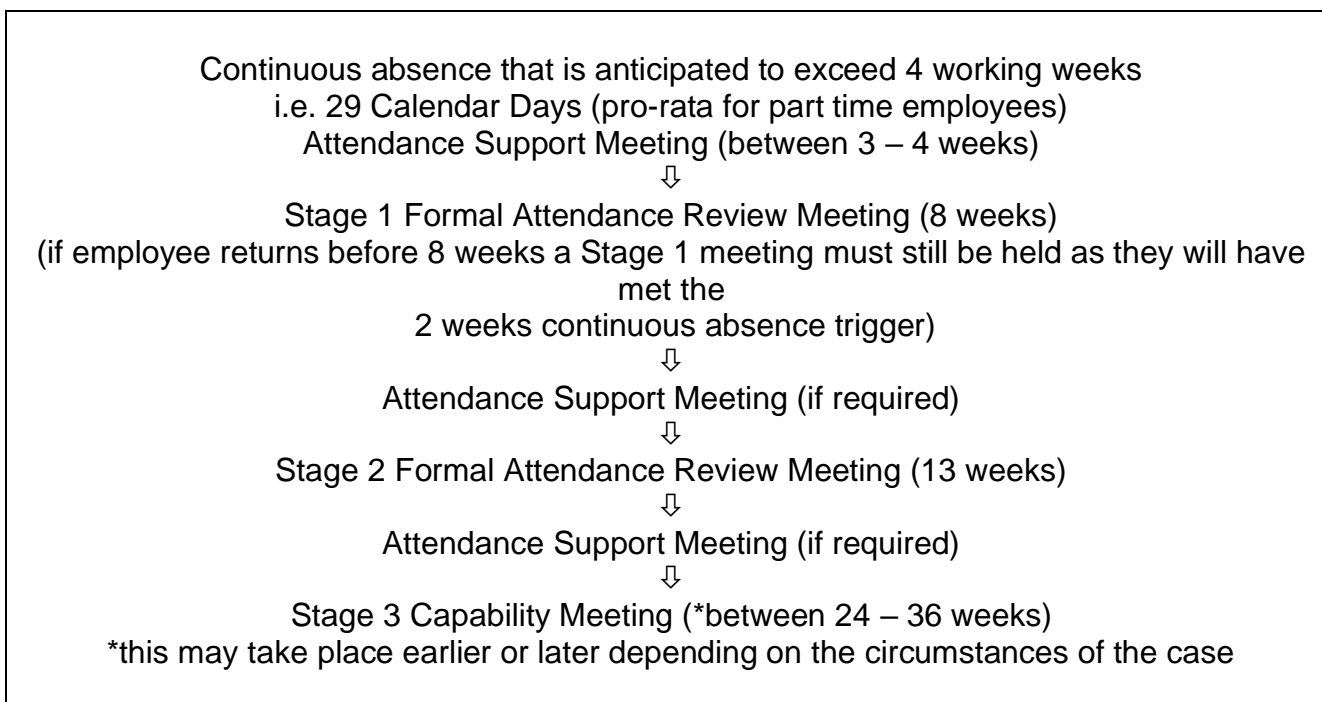 Continuous absence that is anticipated to exceed 4 working weeks
i.e. 29 Calendar Days (pro-rata for part time employees)
Attendance Support Meeting (between 3 – 4 weeks)
⇩
Stage 1 Formal Attendance Review Meeting (8 weeks)
(if employee returns before 8 weeks a Stage 1 meeting must still be held as they will have
met the
2 weeks continuous absence trigger)
⇩
Attendance Support Meeting (if required)
⇩
Stage 2 Formal Attendance Review Meeting (13 weeks)
⇩
Attendance Support Meeting (if required)
⇩
Stage 3 Capability Meeting (*between 24 – 36 weeks)
*this may take place earlier or later depending on the circumstances of the case